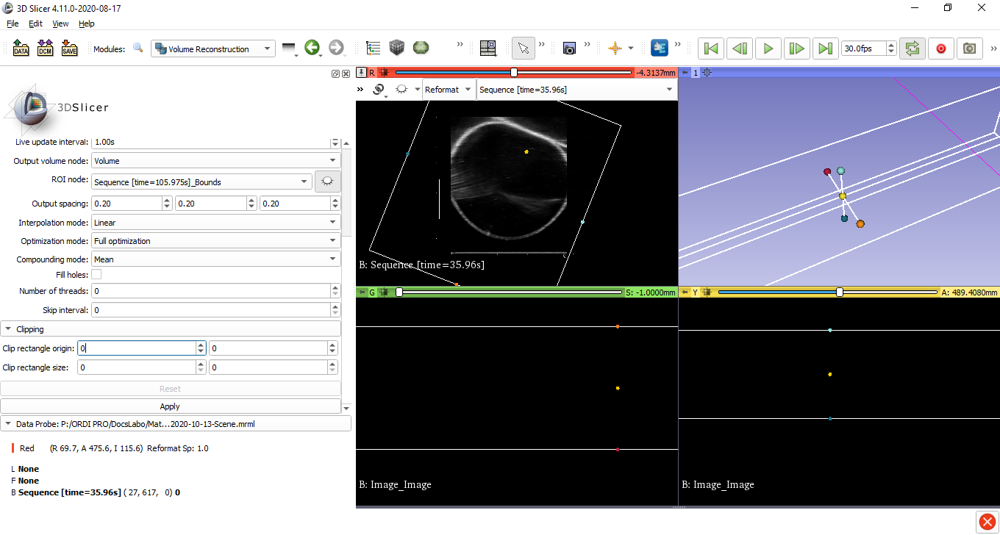 3D Slicer 4.11.0-2020-08-17
File Edit View Help
DATA DCM SAVE Modules: Volume Reconstruction 30.0fps
3DSlicer
Live update interval: 1.00s
Output volume node: Volume
ROI node: Sequence [time=105.975s]_Bounds
Output spacing: 0.20 0.20 0.20
Interpolation mode: Linear
Optimization mode: Full optimization
Compounding mode: Mean
Fill holes:
Number of threads: 0
Skip interval: 0
Clipping
Clip rectangle origin: 0 0
Clip rectangle size: 0 0
Reset
Apply
Data Probe: P:/ORDI PRO/DocsLabo/Mat...2020-10-13-Scene.mrml
Red (R 69.7, A 475.6, I 115.6) Reformat Sp: 1.0
L None
F None
B Sequence [time=35.96s] ( 27, 617, 0) 0
R -4.3137mm
Reformat Sequence [time=35.96s]
B: Sequence [time=35.96s]
1
G S: -1.0000mm
B: Image_Image
Y A: 489.4080mm
B: Image_Image